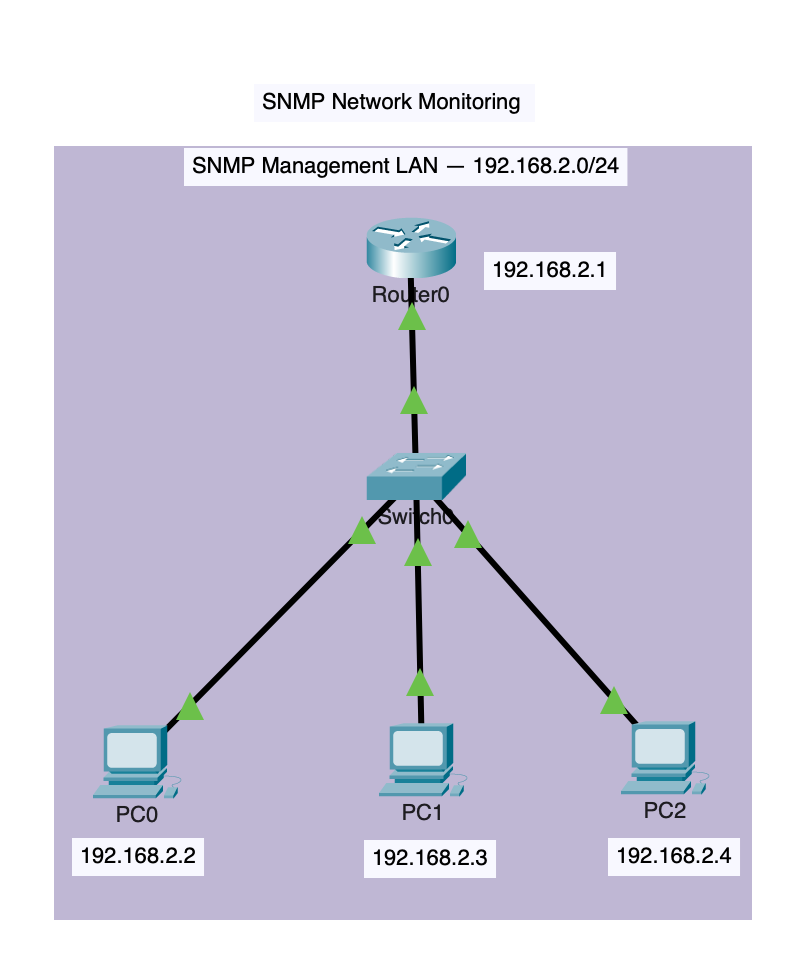 SNMP Network Monitoring
SNMP Management LAN — 192.168.2.0/24
192.168.2.1
Router0
Switch0
PC0
PC1
PC2
192.168.2.2
192.168.2.3
192.168.2.4